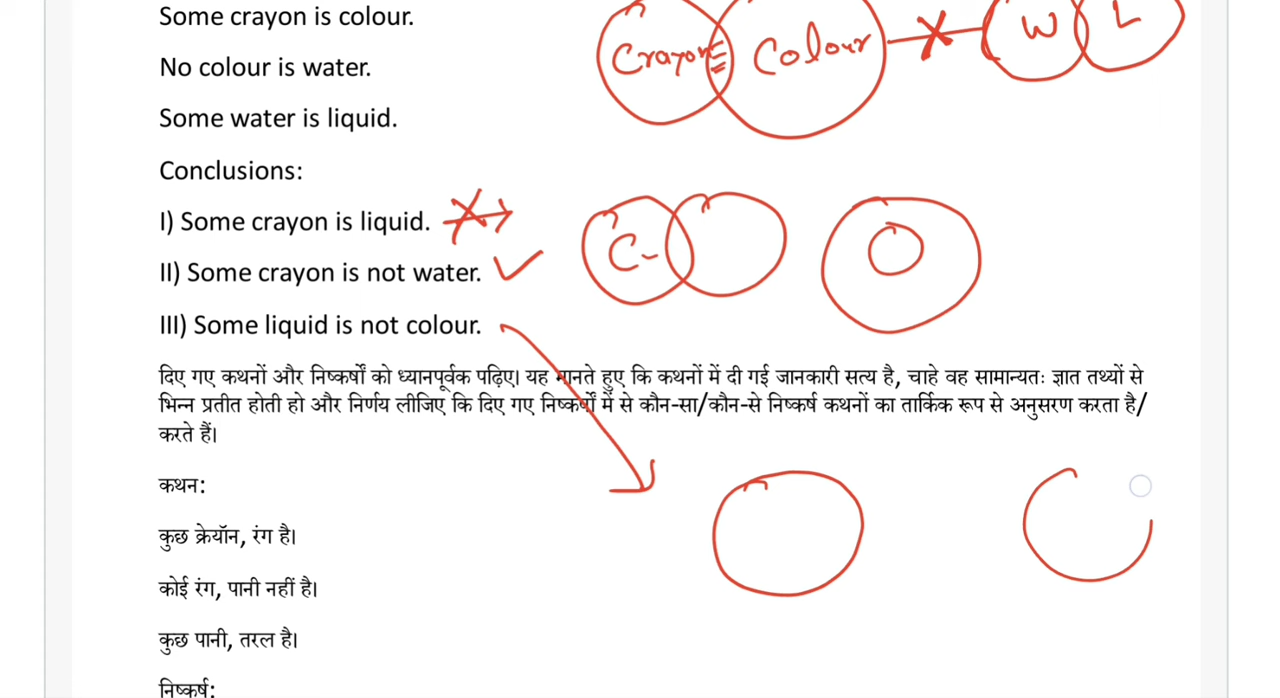 Some crayon is colour.
Crayon Colour W L
No colour is water.
Some water is liquid.
Conclusions:
I) Some crayon is liquid.
C
II) Some crayon is not water.
III) Some liquid is not colour.
दिए गए कथनों और निष्कर्षों को ध्यानपूर्वक पढ़िए। यह मानते हुए कि कथनों में दी गई जानकारी सत्य है, चाहे वह सामान्यतः ज्ञात तथ्यों से
भिन्न प्रतीत होती हो और निर्णय लीजिए कि दिए गए निष्कर्षों में से कौन-सा/कौन-से निष्कर्ष कथनों का तार्किक रूप से अनुसरण करता है/
करते हैं।
कथन:
कुछ क्रेयॉन, रंग है।
कोई रंग, पानी नहीं है।
कुछ पानी, तरल है।
निष्कर्ष: